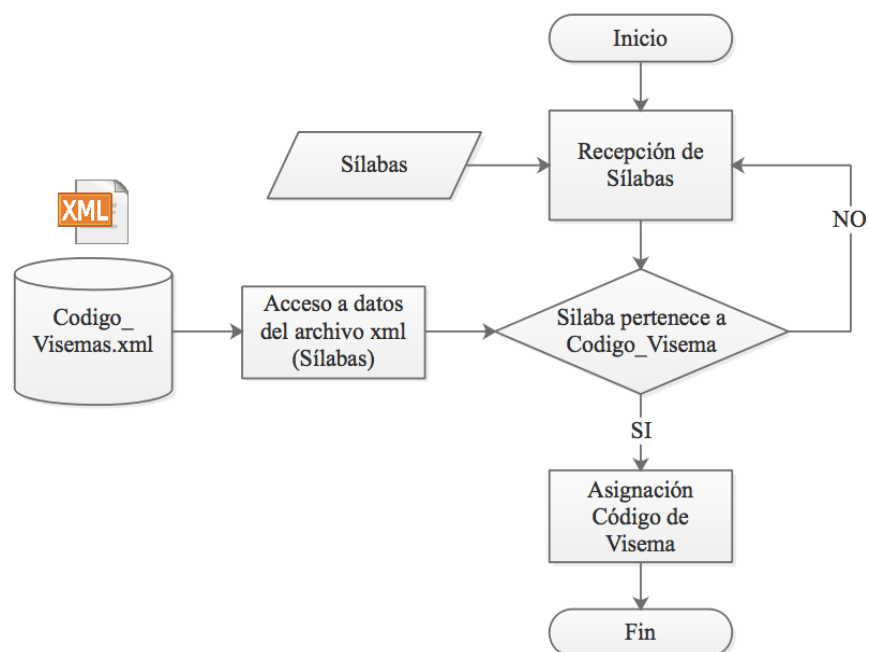 Inicio
Recepción de
Sílabas
Sílabas
NO
XML
Codigo_
Visemas.xml
Acceso a datos
del archivo xml
(Sílabas)
Silaba pertenece a
Codigo_Visema
SI
Asignación
Código de
Visema
Fin